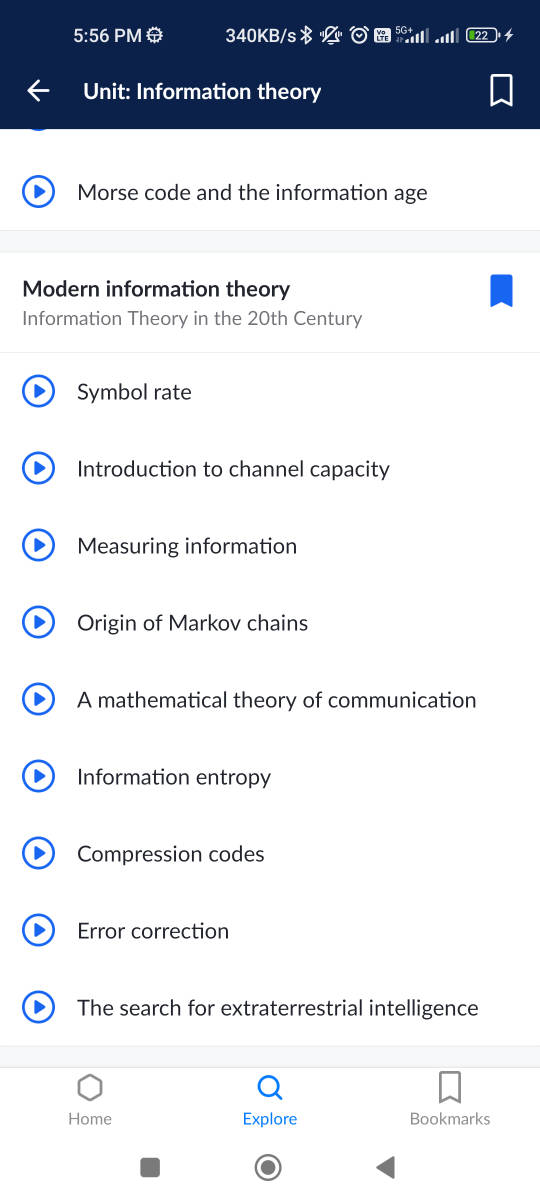 5:56 PM 340KB/s Vo LTE 5G+ 22
Unit: Information theory
Morse code and the information age
Modern information theory
Information Theory in the 20th Century
Symbol rate
Introduction to channel capacity
Measuring information
Origin of Markov chains
A mathematical theory of communication
Information entropy
Compression codes
Error correction
The search for extraterrestrial intelligence
Home Explore Bookmarks